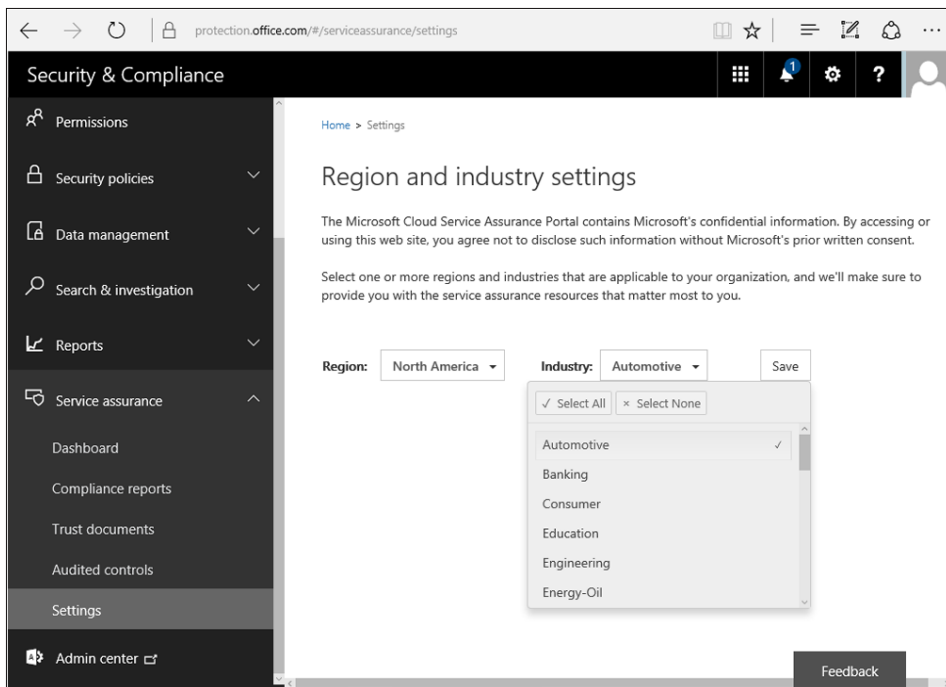 protection.office.com/#/serviceassurance/settings
Security & Compliance
1
?
Permissions
Security policies
Data management
Search & investigation
Reports
Service assurance
Dashboard
Compliance reports
Trust documents
Audited controls
Settings
Admin center
Home > Settings
Region and industry settings
The Microsoft Cloud Service Assurance Portal contains Microsoft's confidential information. By accessing or
using this web site, you agree not to disclose such information without Microsoft's prior written consent.
Select one or more regions and industries that are applicable to your organization, and we'll make sure to
provide you with the service assurance resources that matter most to you.
Region: North America Industry: Automotive Save
✓ Select All × Select None
Automotive ✓
Banking
Consumer
Education
Engineering
Energy-Oil
Feedback